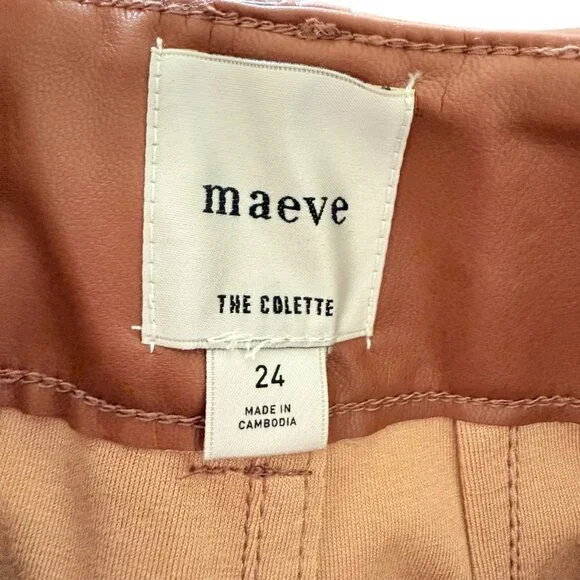 maeve
THE COLETTE
24
MADE IN
CAMBODIA